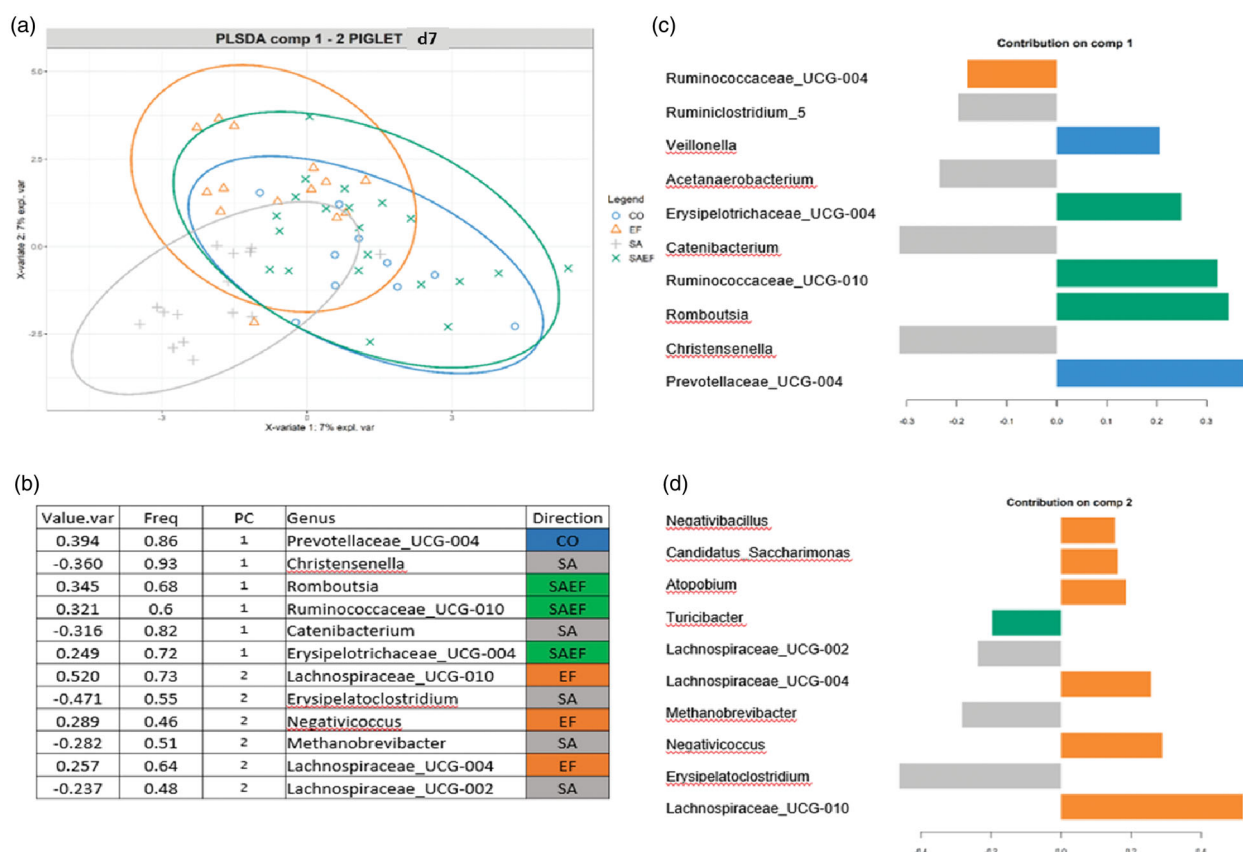 (a)
PLSDA comp 1 - 2 PIGLET d7
5.0
2.5
0.0
-2.5
X-variate 2: 7% expl. var
-3
0
3
X-variate 1: 7% expl. var
Legend
CO
EF
SA
SAEF
(b)
Value.var Freq PC Genus Direction
0.394 0.86 1 Prevotellaceae_UCG-004 CO
-0.360 0.93 1 Christensenella SA
0.345 0.68 1 Romboutsia SAEF
0.321 0.6 1 Ruminococcaceae_UCG-010 SAEF
-0.316 0.82 1 Catenibacterium SA
0.249 0.72 1 Erysipelotrichaceae_UCG-004 SAEF
0.520 0.73 2 Lachnospiraceae_UCG-010 EF
-0.471 0.55 2 Erysipelatoclostridium SA
0.289 0.46 2 Negativicoccus EF
-0.282 0.51 2 Methanobrevibacter SA
0.257 0.64 2 Lachnospiraceae_UCG-004 EF
-0.237 0.48 2 Lachnospiraceae_UCG-002 SA
(c)
Contribution on comp 1
Ruminococcaceae_UCG-004
Ruminiclostridium_5
Veillonella
Acetanaerobacterium
Erysipelotrichaceae_UCG-004
Catenibacterium
Ruminococcaceae_UCG-010
Romboutsia
Christensenella
Prevotellaceae_UCG-004
-0.3 -0.2 -0.1 0.0 0.1 0.2 0.3
(d)
Contribution on comp 2
Negativibacillus
Candidatus_Saccharimonas
Atopobium
Turicibacter
Lachnospiraceae_UCG-002
Lachnospiraceae_UCG-004
Methanobrevibacter
Negativicoccus
Erysipelatoclostridium
Lachnospiraceae_UCG-010